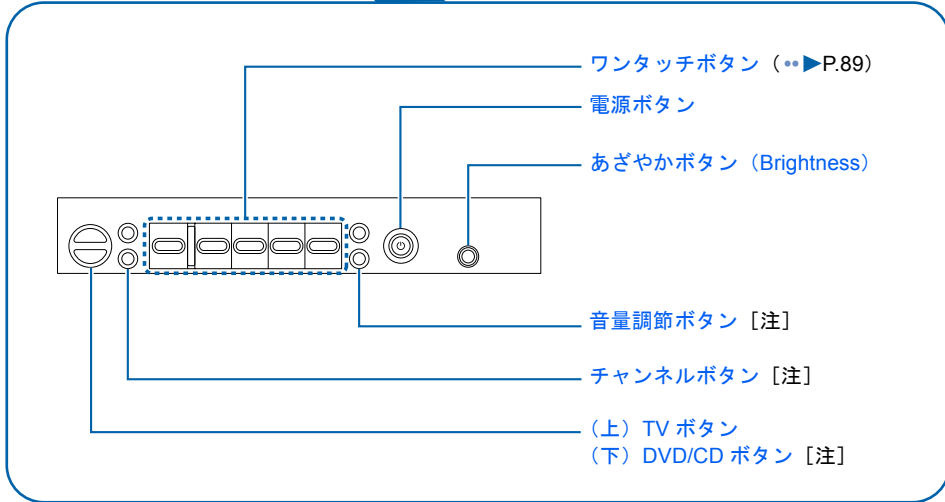 ワンタッチボタン（••▶P.89）
電源ボタン
あざやかボタン（Brightness）
音量調節ボタン［注］
チャンネルボタン［注］
（上）TV ボタン
（下）DVD/CD ボタン［注］